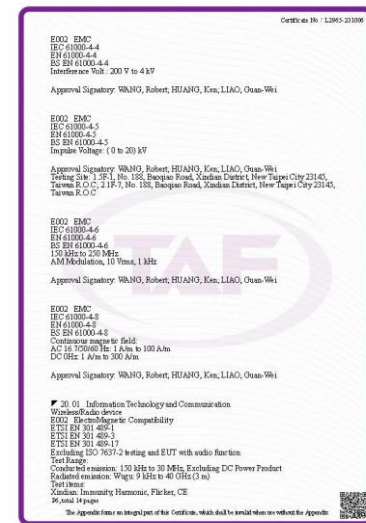 Certificate No : L2965-231006
E002 EMC
IEC 61000-4-4
EN 61000-4-4
BS EN 61000-4-4
Interference Volt.: 200 V to 4 kV
Approval Signatory: WANG, Robert; HUANG, Ken; LIAO, Guan-Wei
E002 EMC
IEC 61000-4-5
EN 61000-4-5
BS EN 61000-4-5
Impulse Voltage: ( 0 to 20) kV
Approval Signatory: WANG, Robert; HUANG, Ken; LIAO, Guan-Wei
Testing Site: 1.5F-1, No. 188, Baoqiao Road, Xindian District, New Taipei City 23145,
Taiwan R.O.C; 2.1F-7, No. 188, Baoqiao Road, Xindian District, New Taipei City 23145,
Taiwan R.O.C
E002 EMC
IEC 61000-4-6
EN 61000-4-6
BS EN 61000-4-6
150 kHz to 250 MHz
AM Modulation, 10 Vrms, 1 kHz
TAF
Approval Signatory: WANG, Robert; HUANG, Ken; LIAO, Guan-Wei
E002 EMC
IEC 61000-4-8
EN 61000-4-8
BS EN 61000-4-8
Continuous magnetic field:
AC 16.7/50/60 Hz: 1 A/m to 100 A/m
DC 0Hz: 1 A/m to 300 A/m
Approval Signatory: WANG, Robert; HUANG, Ken; LIAO, Guan-Wei
20. 01 Information Technology and Communication
Wireless/Radio device
E002 ElectroMagnetic Compatibility
ETSI EN 301 489-1
ETSI EN 301 489-3
ETSI EN 301 489-17
Excluding ISO 7637-2 testing and EUT with audio function
Test Range:
Conducted emission: 150 kHz to 30 MHz, Excluding DC Power Product
Radiated emission: Wugu: 9 kHz to 40 GHz (3 m)
Test items:
Xindian: Immunity, Harmonic, Flicker, CE
P6, total 14 pages
The Appendix forms an integral part of this Certificate, which shall be invalid when use without the Appendix